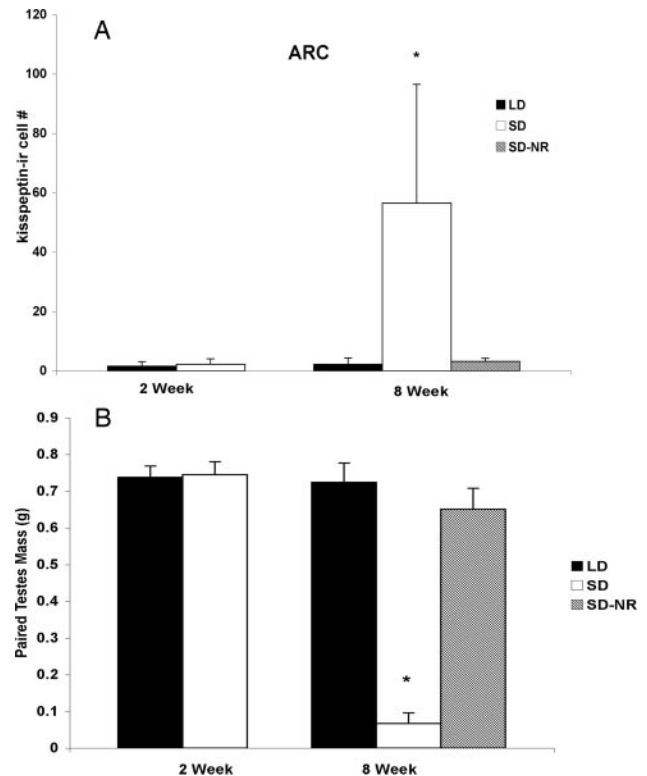 A
ARC
*
120
100
80
60
40
20
0
kisspeptin-ir cell #
LD
SD
SD-NR
2 Week
8 Week
B
0.9
0.8
0.7
0.6
0.5
0.4
0.3
0.2
0.1
0
Paired Testes Mass (g)
*
LD
SD
SD-NR
2 Week
8 Week